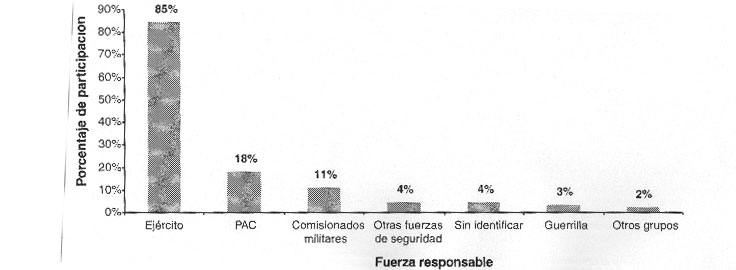 Porcentaje de participacion
90%
80%
70%
60%
50%
40%
30%
20%
10%
0%
85%
18%
11%
4%
4%
3%
2%
Ejército
PAC
Comisionados
militares
Otras fuerzas
de seguridad
Sin identificar
Guerrilla
Otros grupos
Fuerza responsable